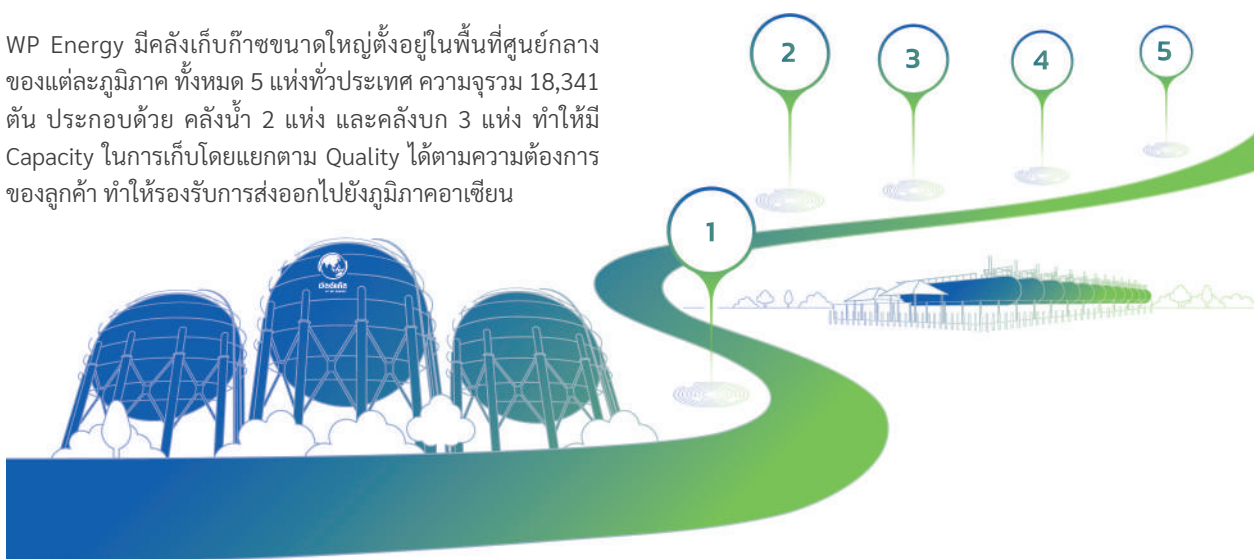 WP Energy มีคลังเก็บก๊าซขนาดใหญ่ตั้งอยู่ในพื้นที่ศูนย์กลาง
ของแต่ละภูมิภาค ทั้งหมด 5 แห่งทั่วประเทศ ความจุรวม 18,341
ตัน ประกอบด้วย คลังน้ำ 2 แห่ง และคลังบก 3 แห่ง ทำให้มี
Capacity ในการเก็บโดยแยกตาม Quality ได้ตามความต้องการ
ของลูกค้า ทำให้รองรับการส่งออกไปยังภูมิภาคอาเซียน
1
2
3
4
5
เวิลด์แก๊ส